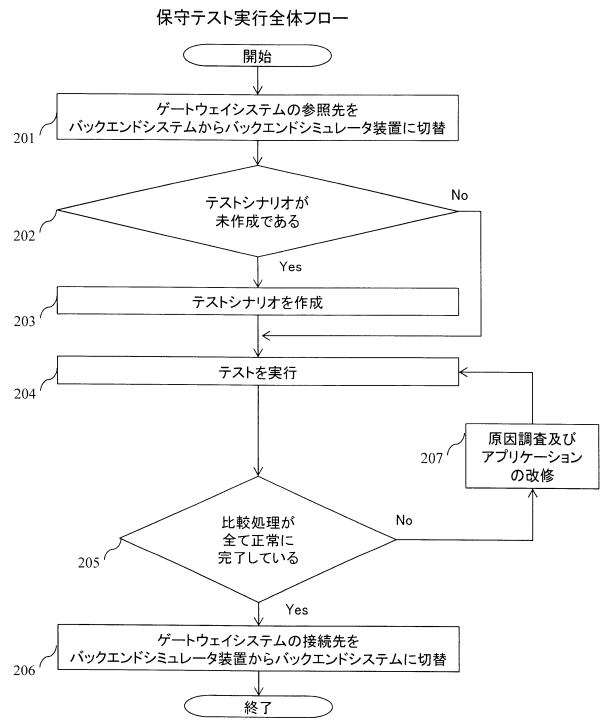 保守テスト実行全体フロー
開始
ゲートウェイシステムの参照先を
バックエンドシステムからバックエンドシミュレータ装置に切替
201
テストシナリオが
未作成である
No
202
Yes
テストシナリオを作成
203
テストを実行
204
原因調査及び
アプリケーション
の改修
207
比較処理が
全て正常に
完了している
No
205
Yes
ゲートウェイシステムの接続先を
バックエンドシミュレータ装置からバックエンドシステムに切替
206
終了